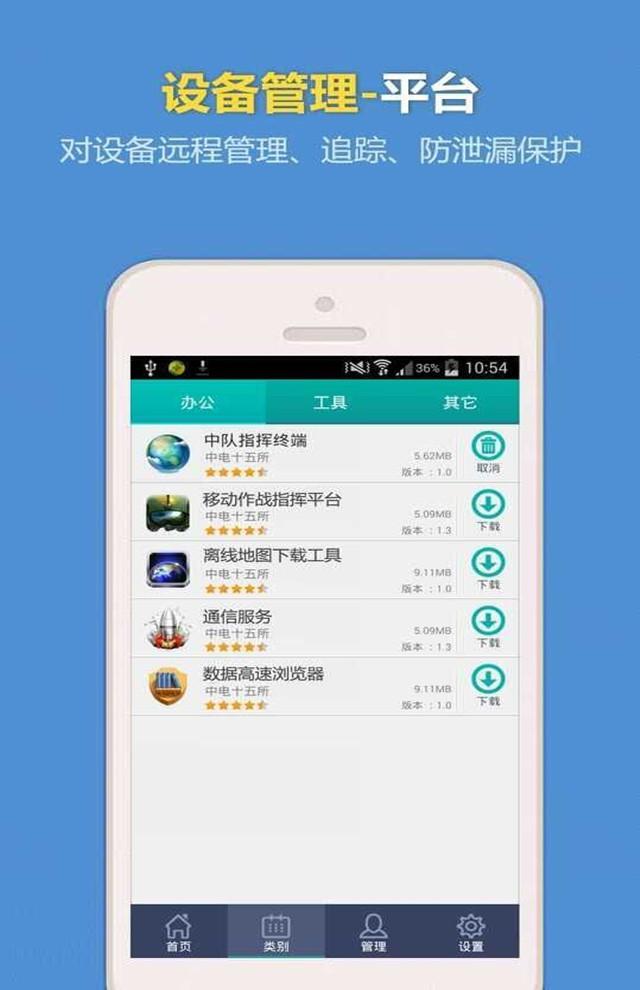 设备管理-平台
对设备远程管理、追踪、防泄漏保护
36% 10:54
办公 工具 其它
中队指挥终端
中电十五所
5.62MB
版本 :1.0
取消
移动作战指挥平台
中电十五所
5.09MB
版本 :1.3
下载
离线地图下载工具
中电十五所
9.11MB
版本 :1.0
下载
通信服务
中电十五所
5.09MB
版本 :1.3
下载
数据高速浏览器
中电十五所
9.11MB
版本 :1.0
下载
首页 类别 管理 设置